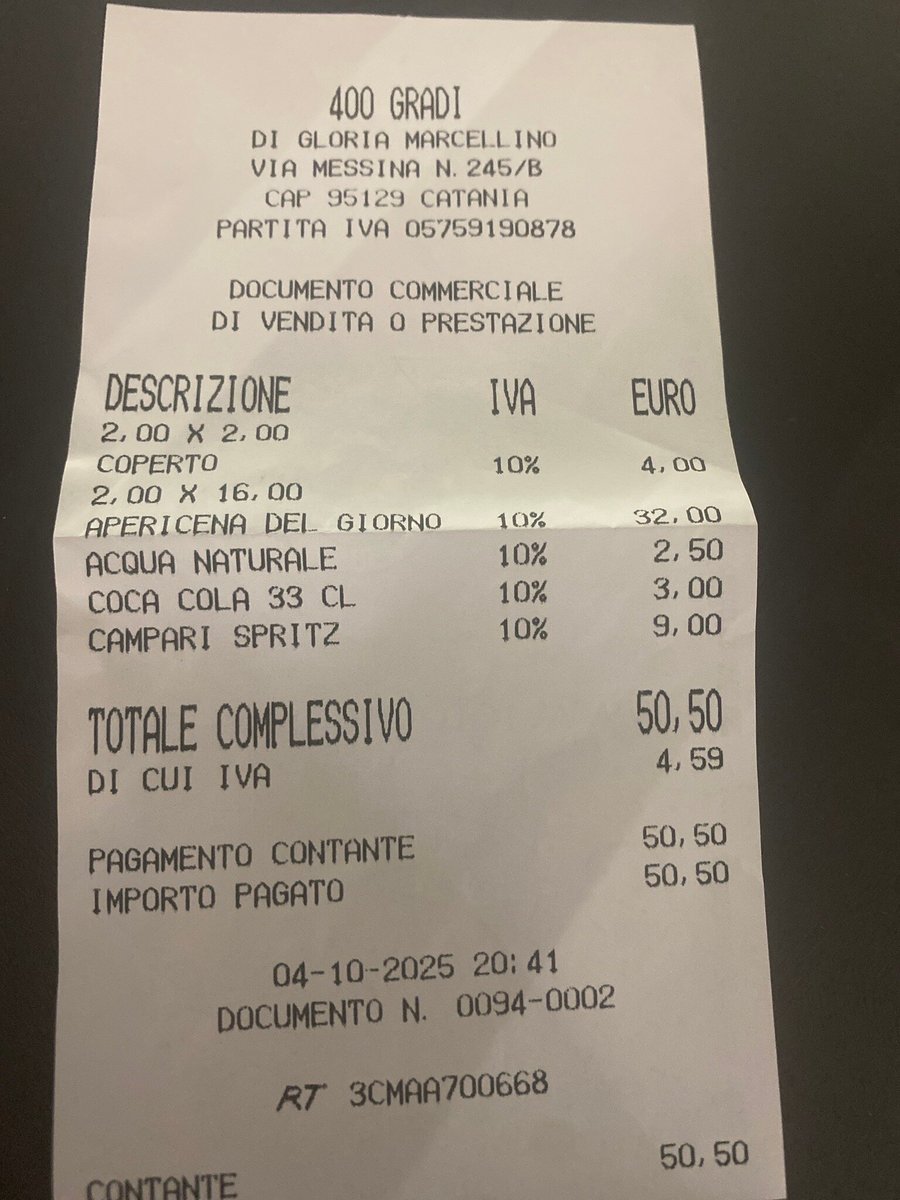 400 GRADI
DI GLORIA MARCELLINO
VIA MESSINA N. 245/B
CAP 95129 CATANIA
PARTITA IVA 05759190878
DOCUMENTO COMMERCIALE
DI VENDITA O PRESTAZIONE
DESCRIZIONE IVA EURO
2,00 X 2,00
COPERTO 10% 4,00
2,00 X 16,00
APERICENA DEL GIORNO 10% 32,00
ACQUA NATURALE 10% 2,50
COCA COLA 33 CL 10% 3,00
CAMPARI SPRITZ 10% 9,00
TOTALE COMPLESSIVO 50,50
DI CUI IVA 4,59
PAGAMENTO CONTANTE 50,50
IMPORTO PAGATO 50,50
04-10-2025 20:41
DOCUMENTO N. 0094-0002
RT 3CMAA700668
CONTANTE 50,50